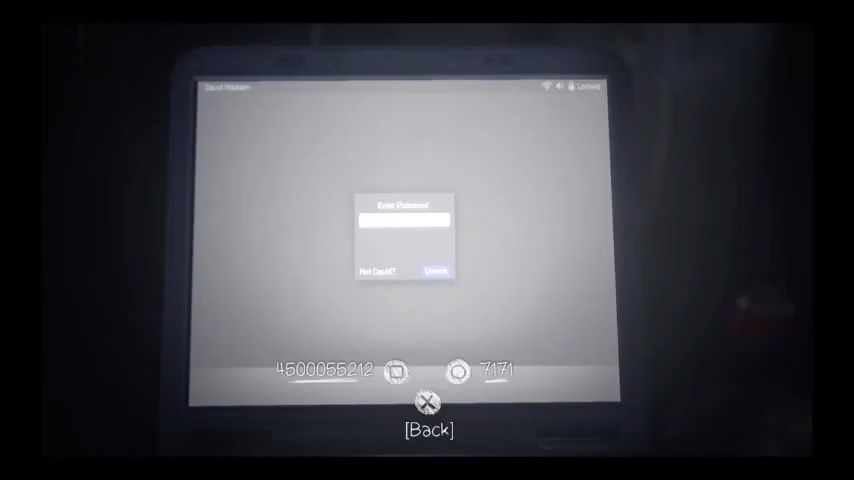 David Madsen
Locked
Enter Password
Not David?
Unlock
4500055212
7171
[Back]